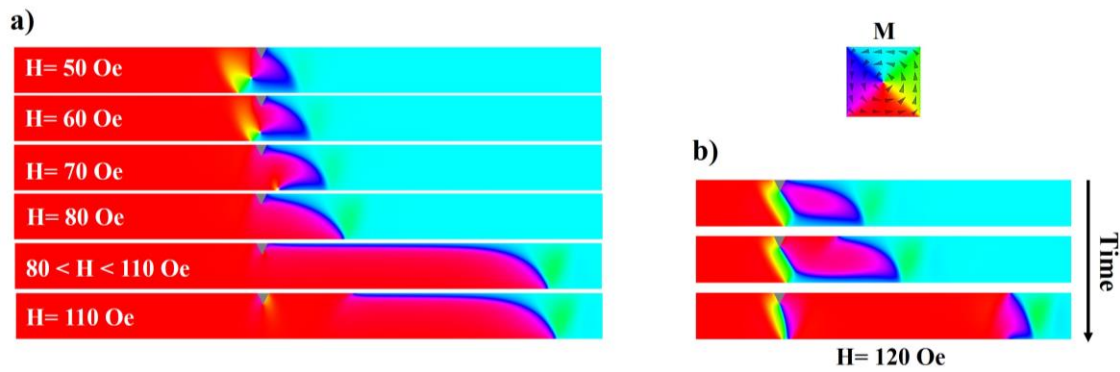 a)
H= 50 Oe
H= 60 Oe
H= 70 Oe
H= 80 Oe
80 < H < 110 Oe
H= 110 Oe
M
b)
Time
H= 120 Oe